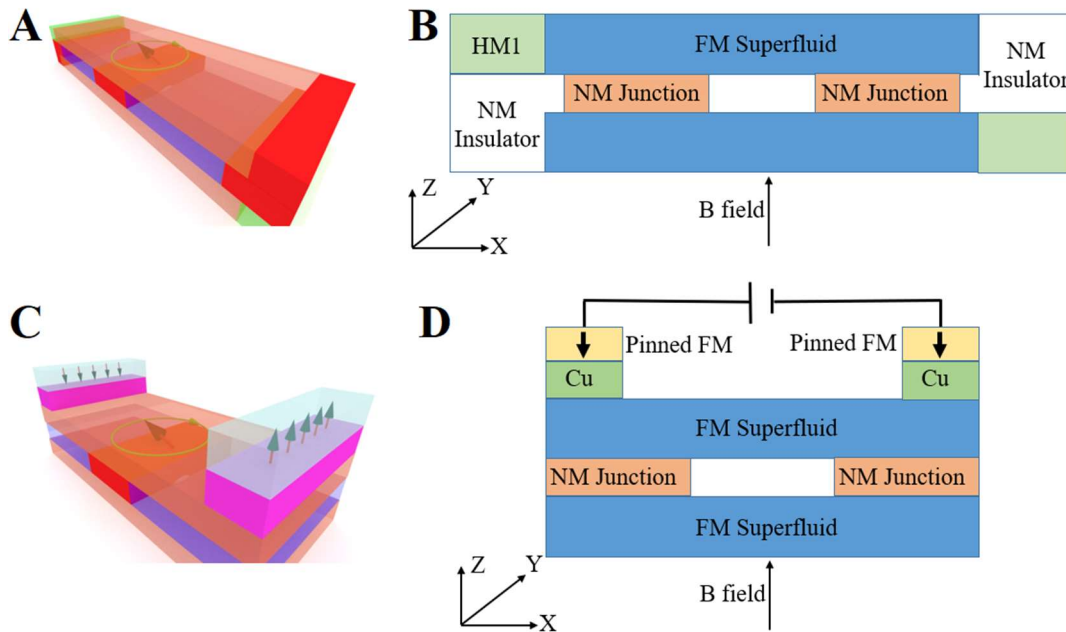 A
B
HM1
FM Superfluid
NM
Insulator
NM Junction
NM Junction
NM
Insulator
Z
Y
X
B field
C
D
Pinned FM
Pinned FM
Cu
Cu
FM Superfluid
NM Junction
NM Junction
FM Superfluid
Z
Y
X
B field